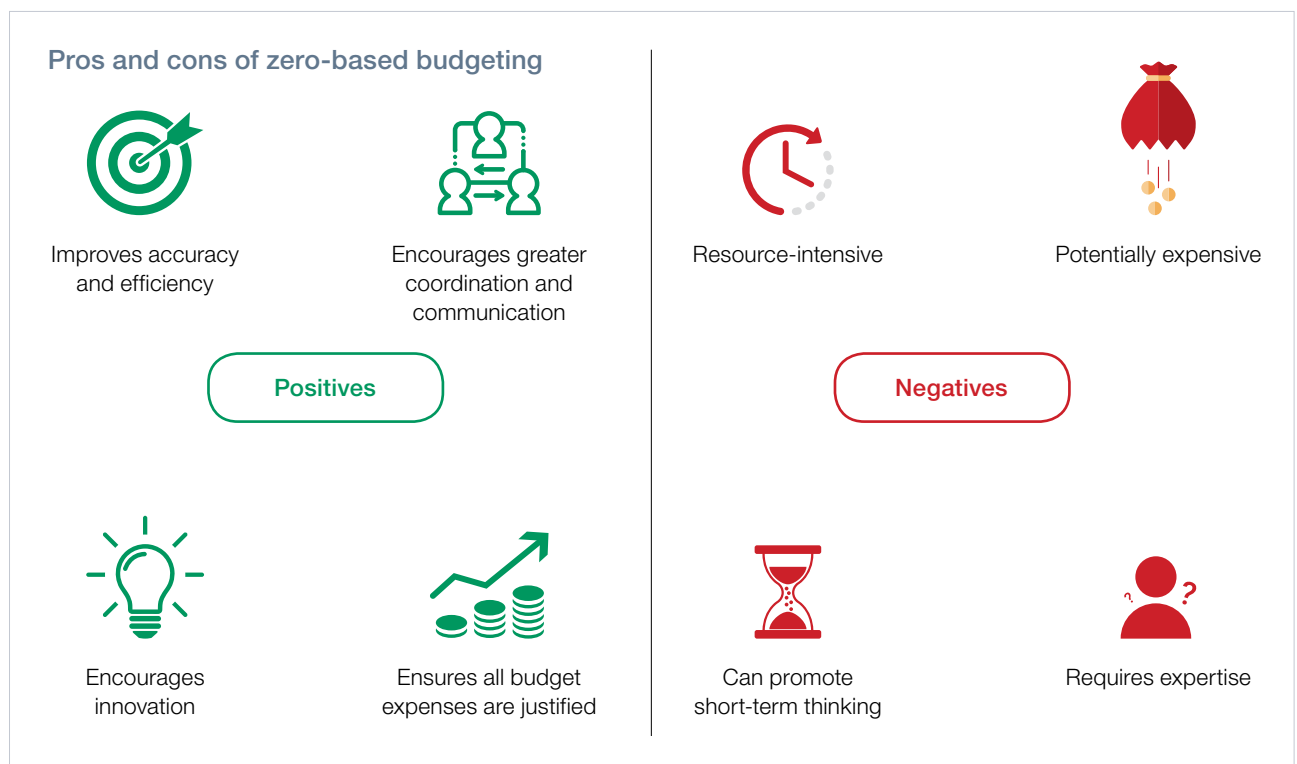 Pros and cons of zero-based budgeting
Improves accuracy
and efficiency
Encourages greater
coordination and
communication
Positives
Encourages
innovation
Ensures all budget
expenses are justified
Resource-intensive
Potentially expensive
Negatives
Can promote
short-term thinking
? ?
Requires expertise